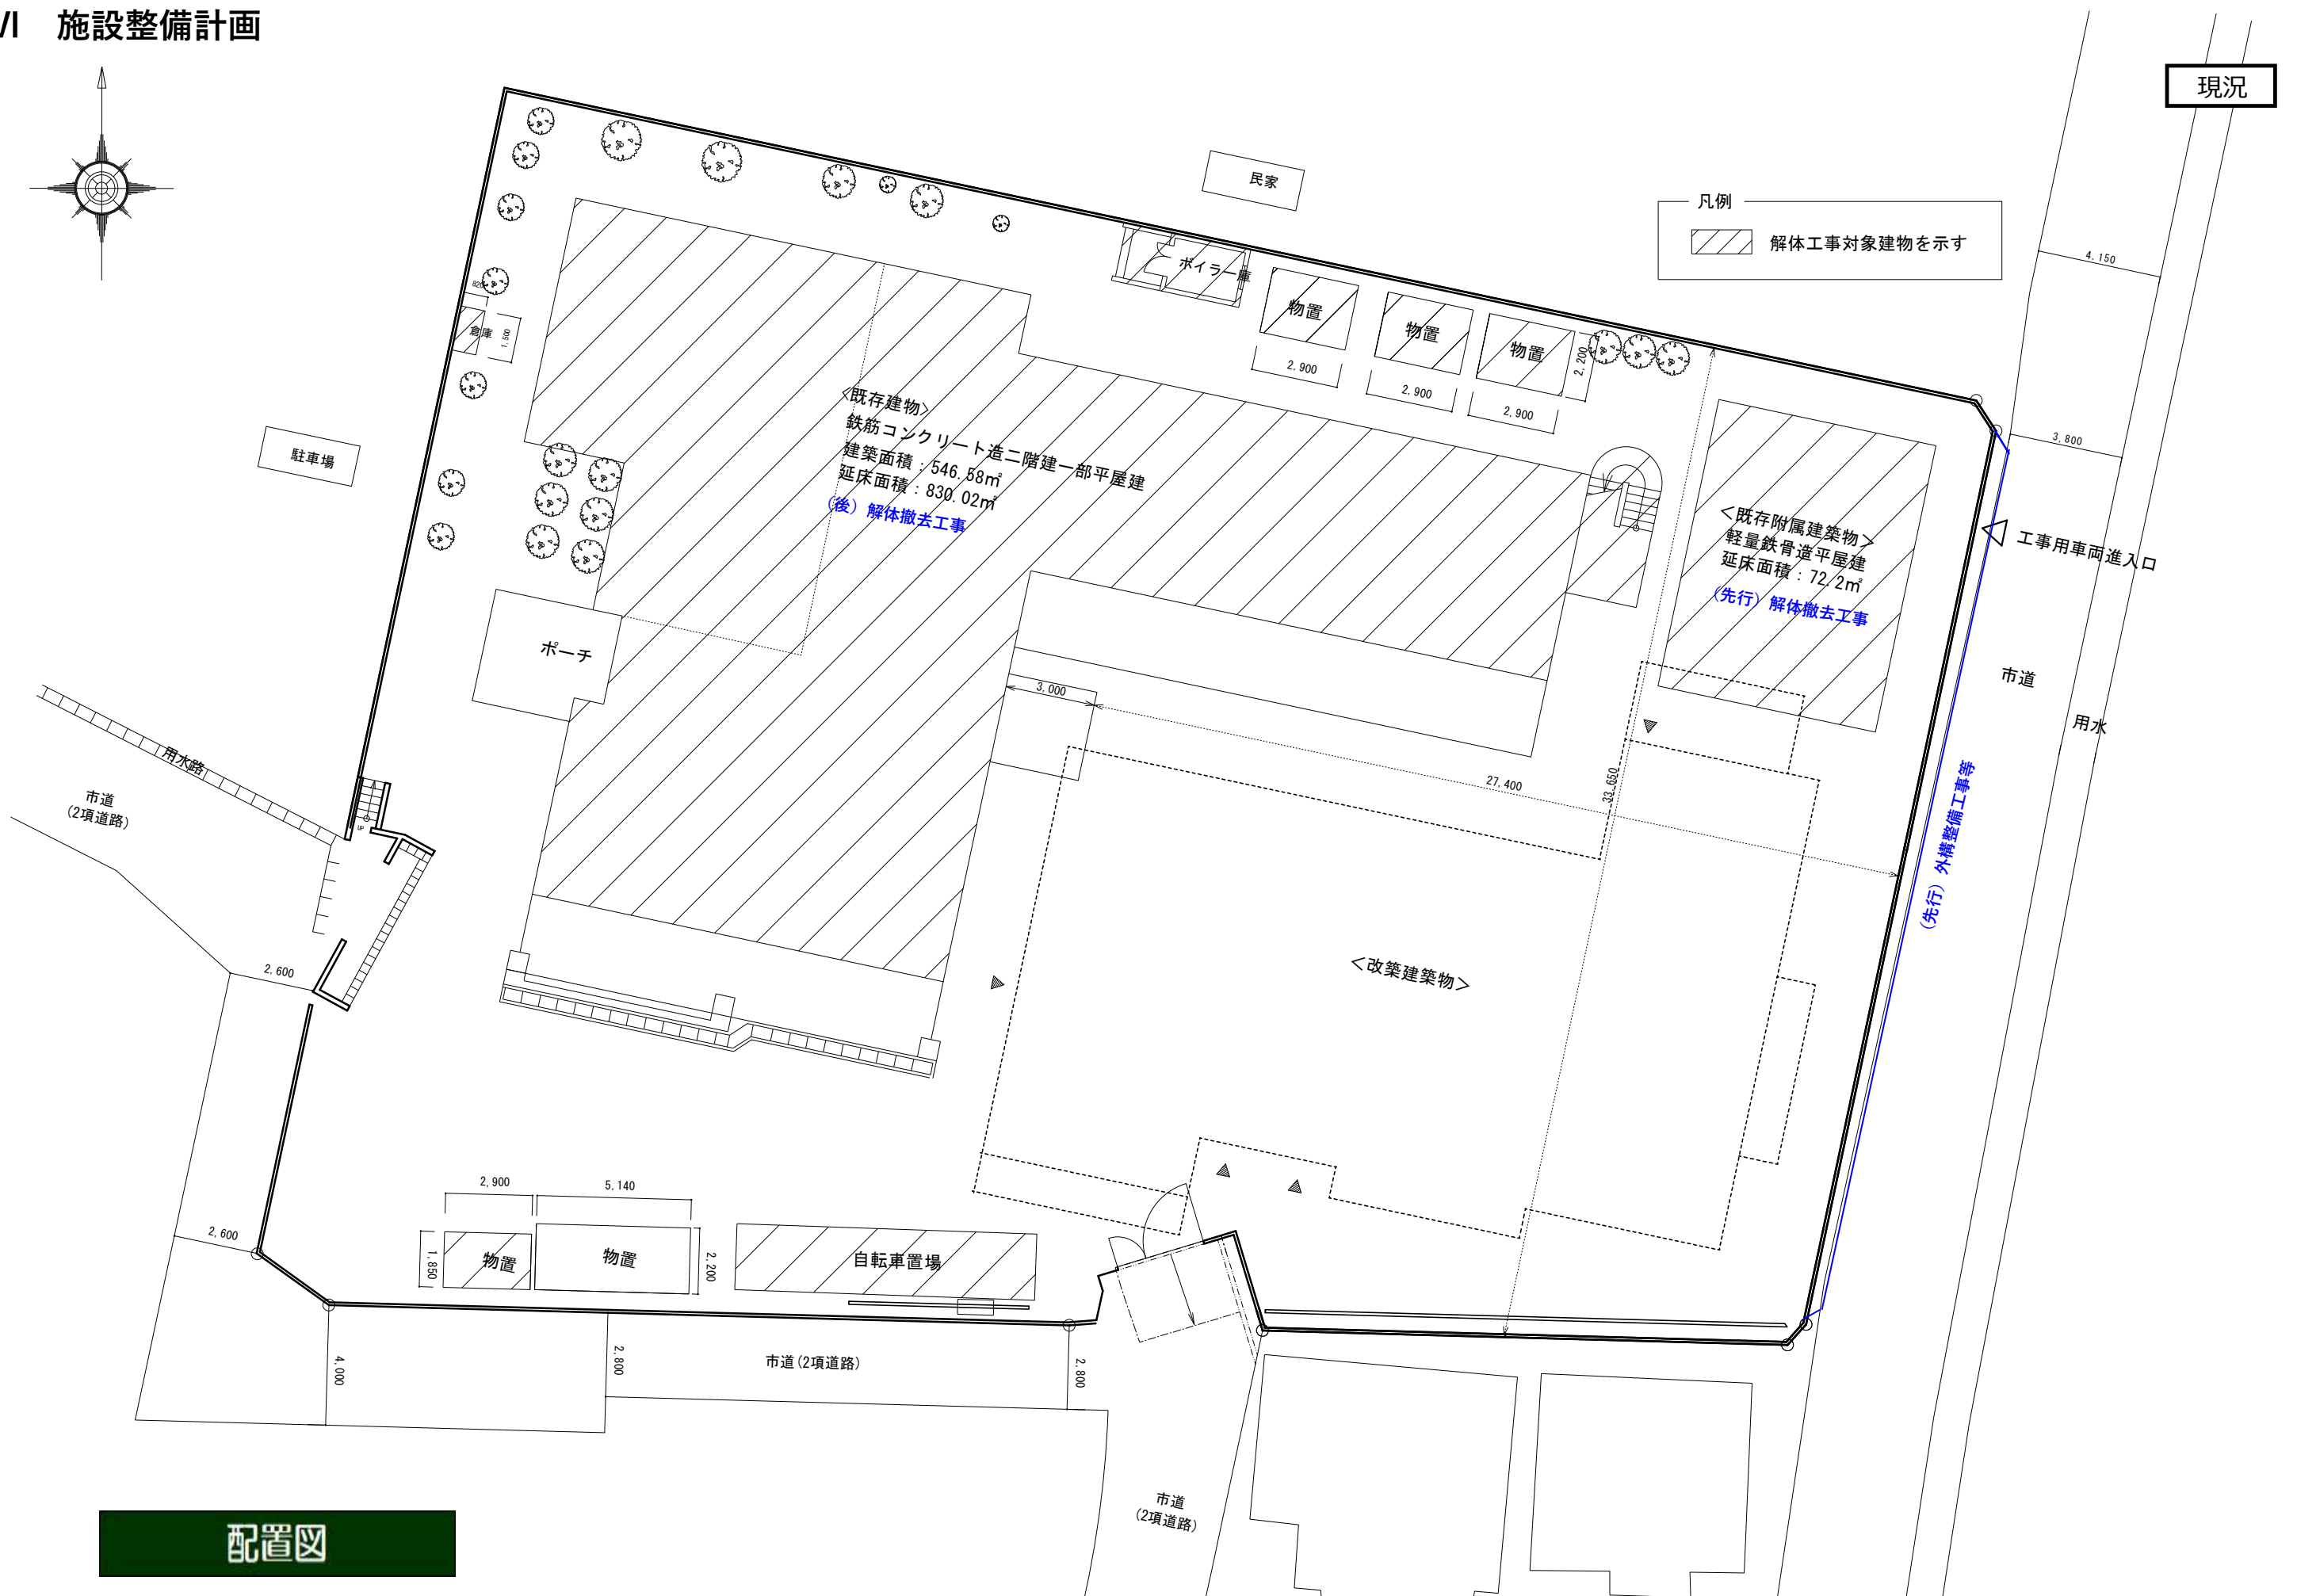 Ⅵ 施設整備計画
現況
民家
凡例
解体工事対象建物を示す
4,150
ボイラー庫
物置
物置
物置
2,900
2,900
2,900
2,200
820
倉庫
1,500
3,800
<既存建物>
鉄筋コンクリート造二階建一部平屋建
建築面積:546.58㎡
延床面積:830.02㎡
(後) 解体撤去工事
駐車場
<既存附属建築物>
軽量鉄骨造平屋建
延床面積:72.2㎡
(先行) 解体撤去工事
工事用車両進入口
ポーチ
市道
用水
3,000
27,400
33,650
用水路
市道
(2項道路)
UP
(先行) 外構整備工事等
2,600
<改築建築物>
2,900
5,140
2,600
1,850
物置
物置
2,200
自転車置場
4,000
2,800
市道(2項道路)
2,800
市道
(2項道路)
配置図